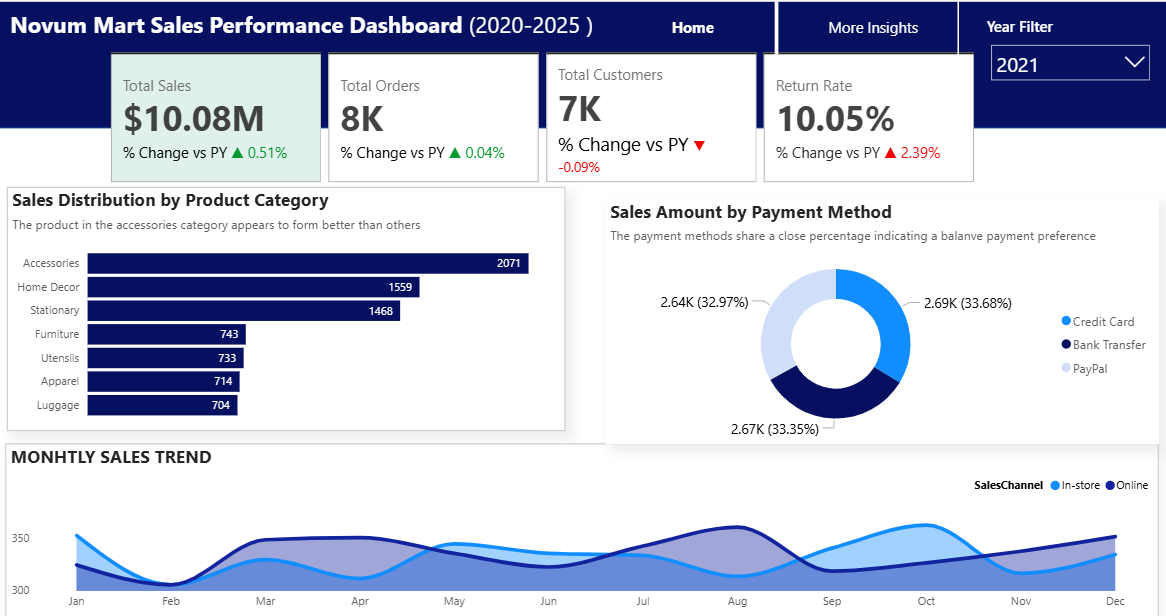 Novum Mart Sales Performance Dashboard (2020-2025 )
Home
More Insights
Year Filter
2021
Total Sales
$10.08M
% Change vs PY ▲ 0.51%
Total Orders
8K
% Change vs PY ▲ 0.04%
Total Customers
7K
% Change vs PY ▼
-0.09%
Return Rate
10.05%
% Change vs PY ▲ 2.39%
Sales Distribution by Product Category
The product in the accessories category appears to form better than others
Accessories 2071
Home Decor 1559
Stationary 1468
Furniture 743
Utensils 733
Apparel 714
Luggage 704
Sales Amount by Payment Method
The payment methods share a close percentage indicating a balanve payment preference
2.64K (32.97%)
2.69K (33.68%)
2.67K (33.35%)
Credit Card
Bank Transfer
PayPal
MONHTLY SALES TREND
SalesChannel In-store Online
350
300
Jan Feb Mar Apr May Jun Jul Aug Sep Oct Nov Dec